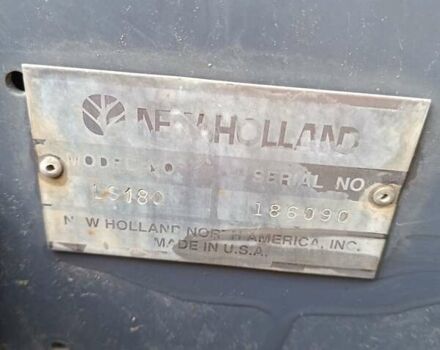 NEW HOLLAND
MODEL NO. SERIAL NO.
LS180 186090
NEW HOLLAND NORTH AMERICA, INC.
MADE IN U.S.A.